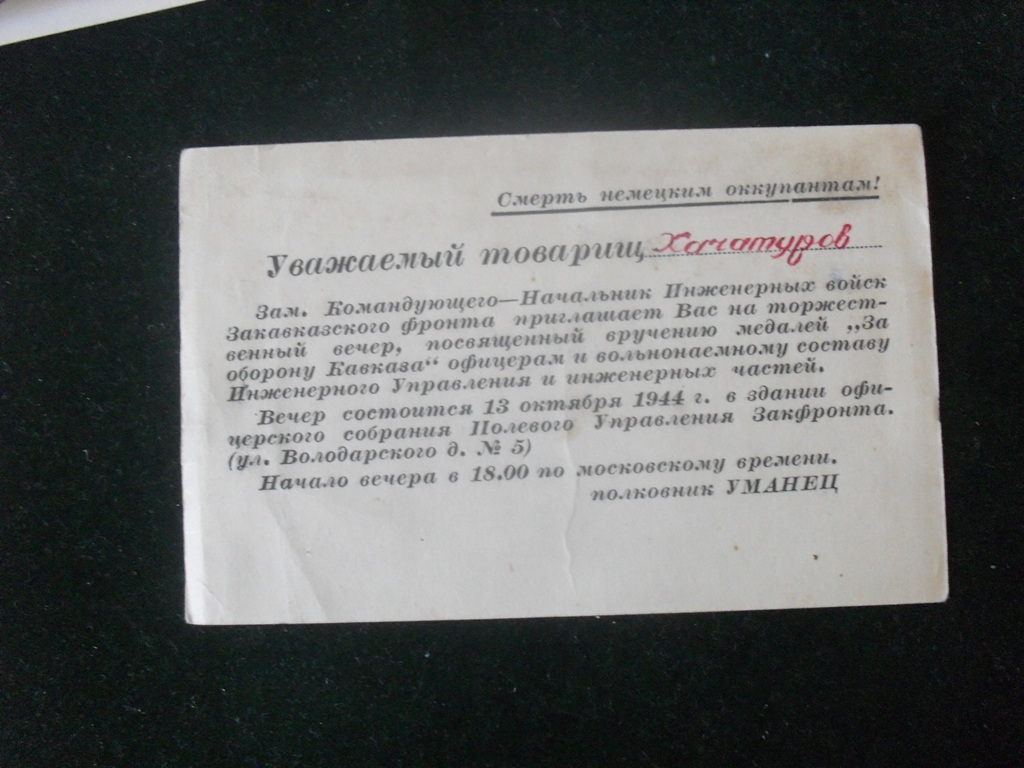 Смерть немецким оккупантам!
Уважаемый товарищ Хачатуров
Зам. Командующего—Начальник Инженерных войск
Закавказского фронта приглашает Вас на торжест-
венный вечер, посвященный вручению медалей „За
оборону Кавказа“ офицерам и вольнонаемному составу
Инженерного Управления и инженерных частей.
Вечер состоится 13 октября 1944 г. в здании офи-
церского собрания Полевого Управления Закфронта.
(ул. Володарского д. № 5)
Начало вечера в 18.00 по московскому времени.
полковник УМАНЕЦ